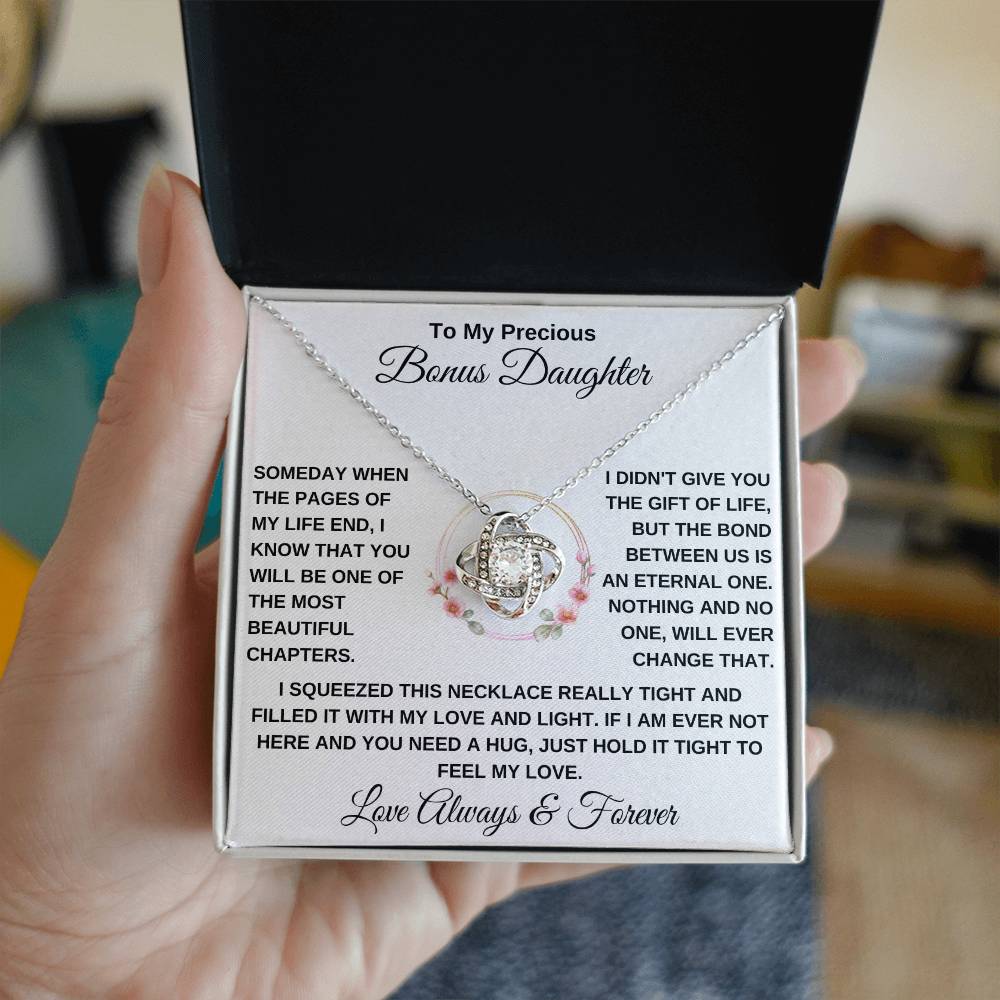 To My Precious
Bonus Daughter
SOMEDAY WHEN
THE PAGES OF
MY LIFE END, I
KNOW THAT YOU
WILL BE ONE OF
THE MOST
BEAUTIFUL
CHAPTERS.
I DIDN'T GIVE YOU
THE GIFT OF LIFE,
BUT THE BOND
BETWEEN US IS
AN ETERNAL ONE.
NOTHING AND NO
ONE, WILL EVER
CHANGE THAT.
I SQUEEZED THIS NECKLACE REALLY TIGHT AND
FILLED IT WITH MY LOVE AND LIGHT. IF I AM EVER NOT
HERE AND YOU NEED A HUG, JUST HOLD IT TIGHT TO
FEEL MY LOVE.
Love Always & Forever